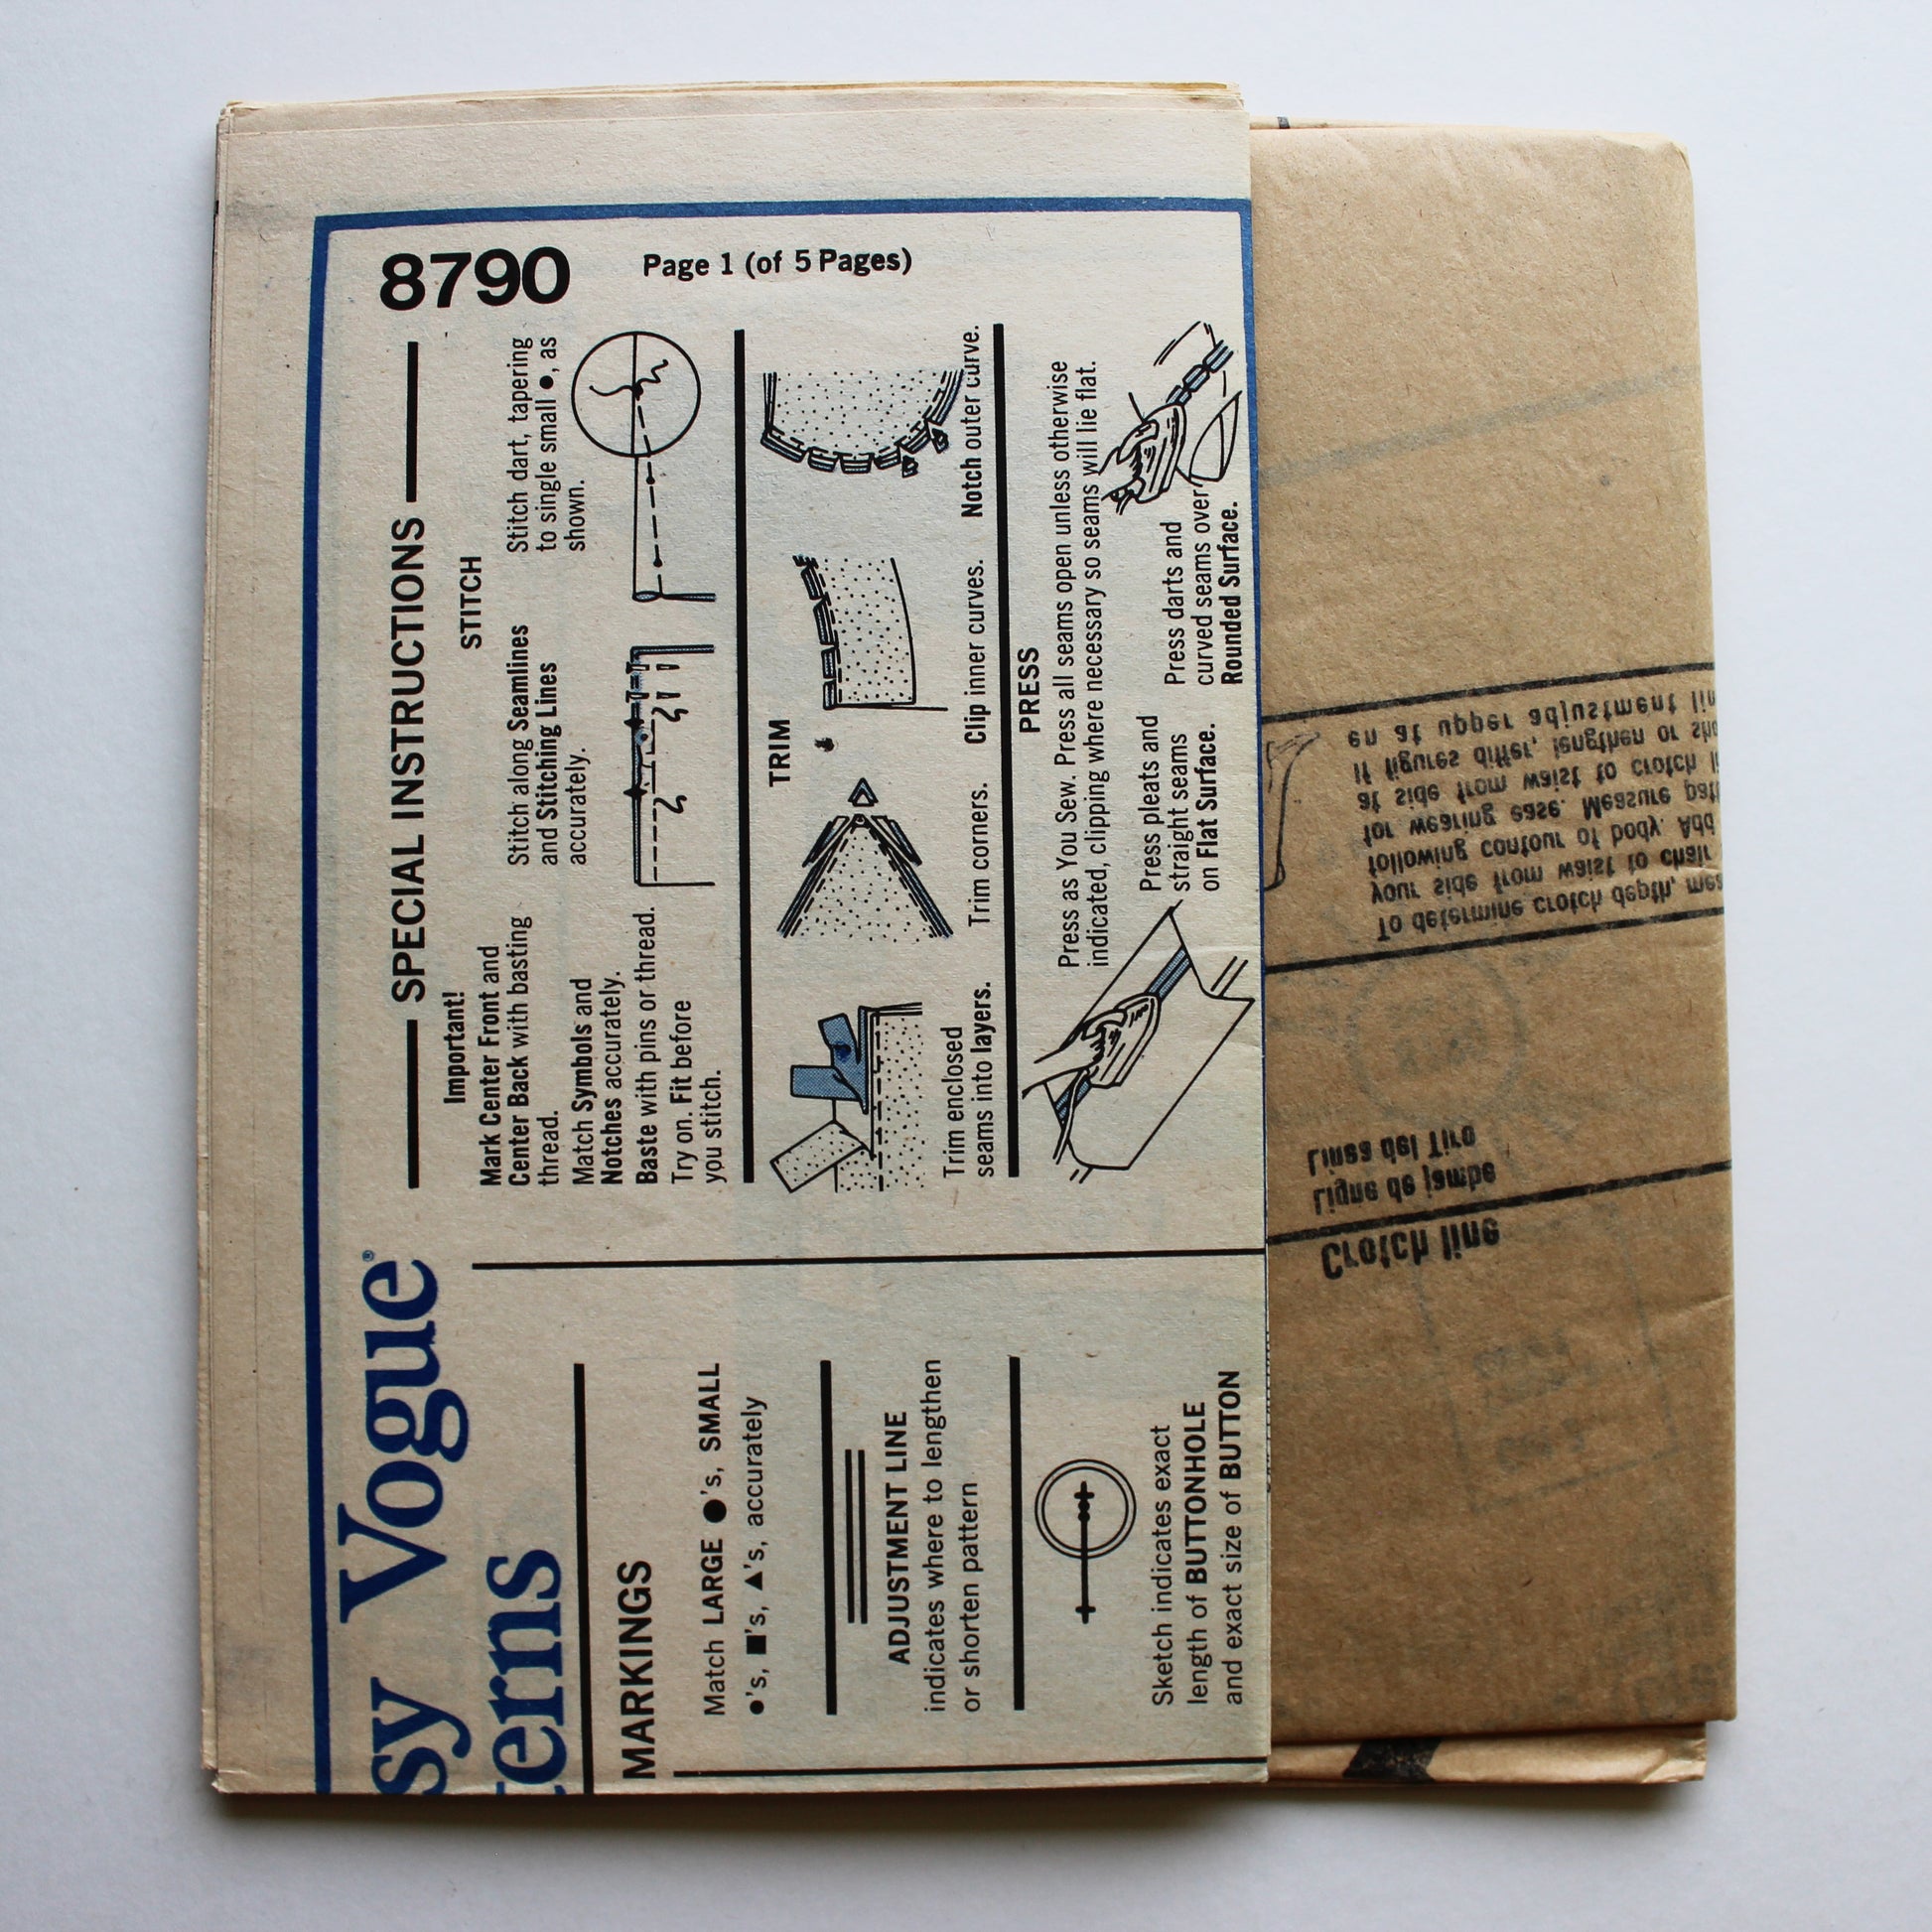 8790
Page 1 (of 5 Pages)
sy Vogue®
terns
SPECIAL INSTRUCTIONS
Important!
Mark Center Front and
Center Back with basting
thread.
Match Symbols and
Notches accurately.
Baste with pins or thread.
Try on. Fit before
you stitch.
STITCH
Stitch along Seamlines
and Stitching Lines
accurately.
Stitch dart, tapering
to single small ●, as
shown.
TRIM
Trim enclosed
seams into layers.
Trim corners.
Clip inner curves.
Notch outer curve.
PRESS
Press as You Sew. Press all seams open unless otherwise
indicated, clipping where necessary so seams will lie flat.
Press pleats and
straight seams
on Flat Surface.
Press darts and
curved seams over
Rounded Surface.
MARKINGS
Match LARGE ●'s, SMALL
●'s, ■'s, ▲'s, accurately
ADJUSTMENT LINE
indicates where to lengthen
or shorten pattern
Sketch indicates exact
length of BUTTONHOLE
and exact size of BUTTON
To determine crotch depth, mea
your side from waist to chair
following contour of body. Add
for wearing ease. Measure pat
at side from waist to crotch li
If figures differ, lengthen or sho
en at upper adjustment lin
Crotch line
Ligne de jambe
Linea del Tiro